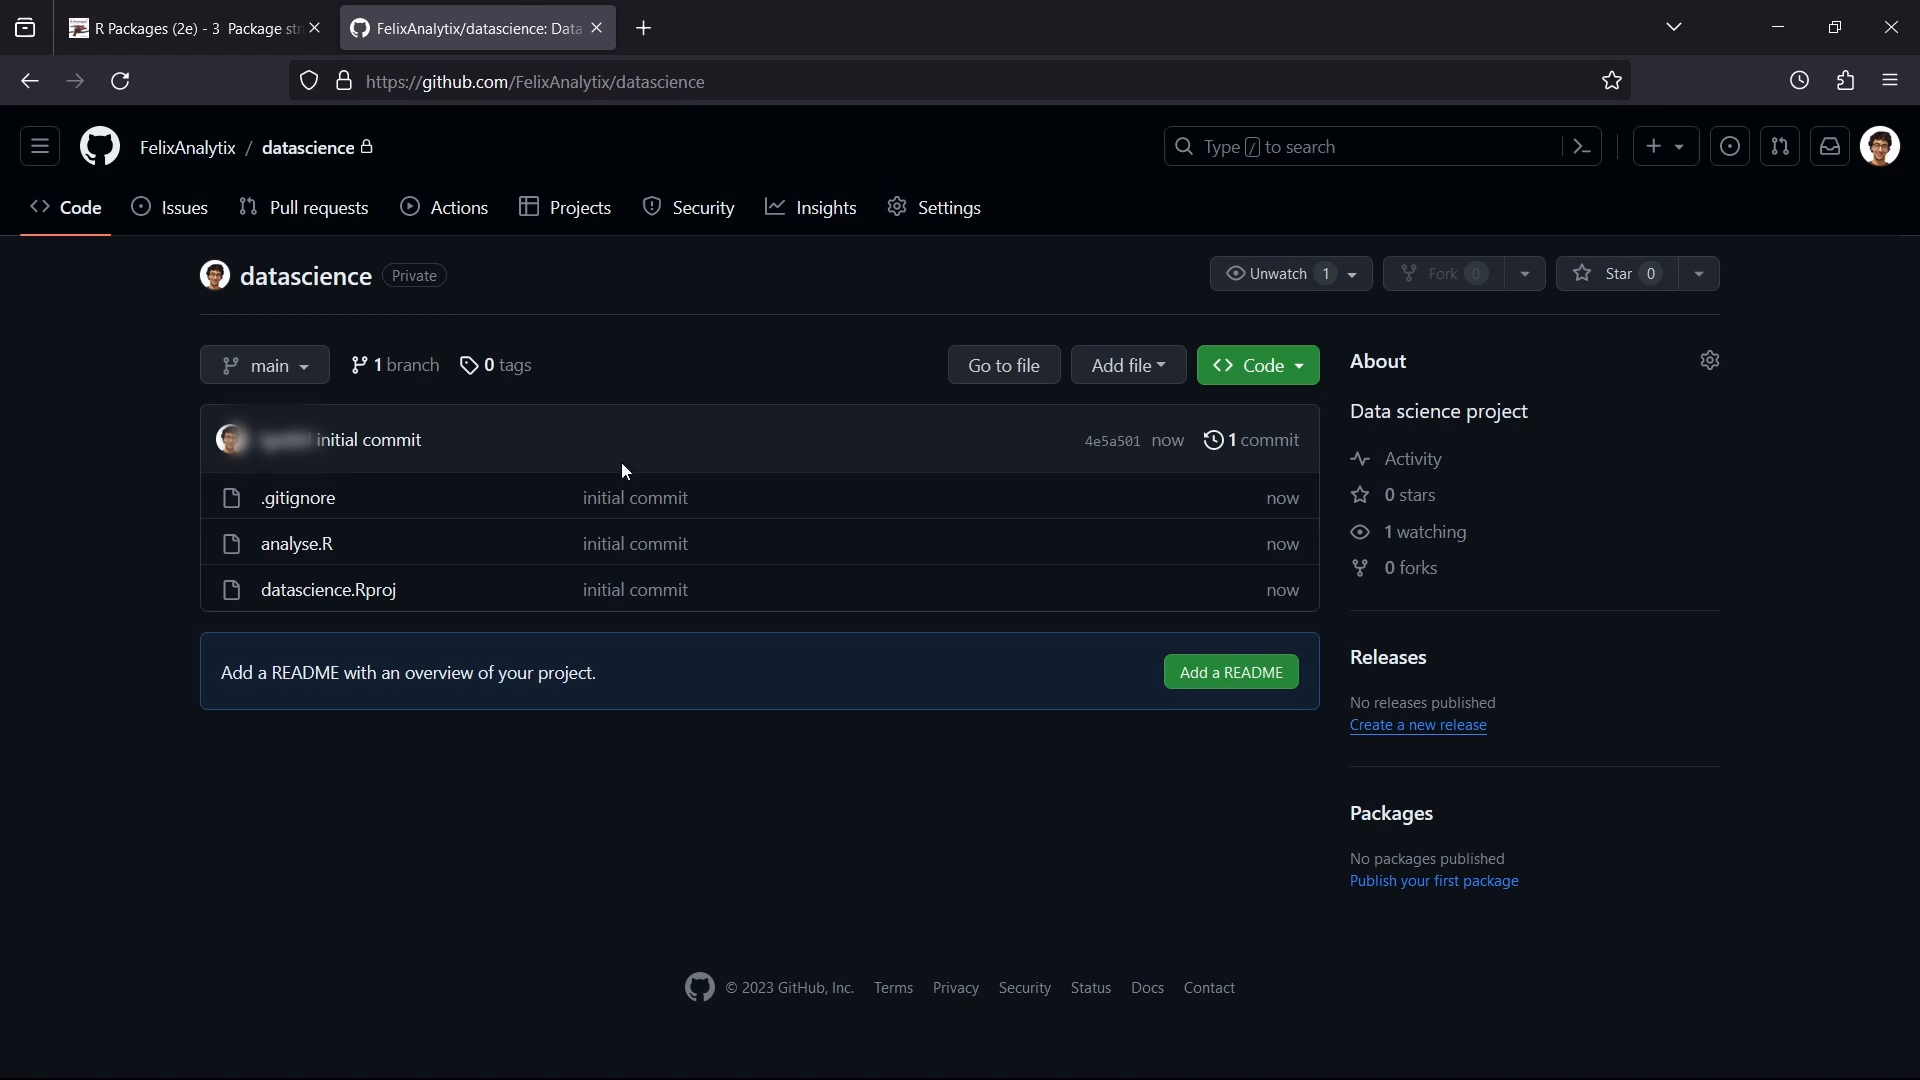 R Packages (2e) - 3 Package str
FelixAnalytix/datascience: Data
https://github.com/FelixAnalytix/datascience
FelixAnalytix / datascience
Type / to search
Code Issues Pull requests Actions Projects Security Insights Settings
datascience Private
Unwatch 1 Fork 0 Star 0
main 1 branch 0 tags Go to file Add file Code
initial commit 4e5a501 now 1 commit
.gitignore initial commit now
analyse.R initial commit now
datascience.Rproj initial commit now
Add a README with an overview of your project. Add a README
About
Data science project
Activity
0 stars
1 watching
0 forks
Releases
No releases published
Create a new release
Packages
No packages published
Publish your first package
© 2023 GitHub, Inc. Terms Privacy Security Status Docs Contact